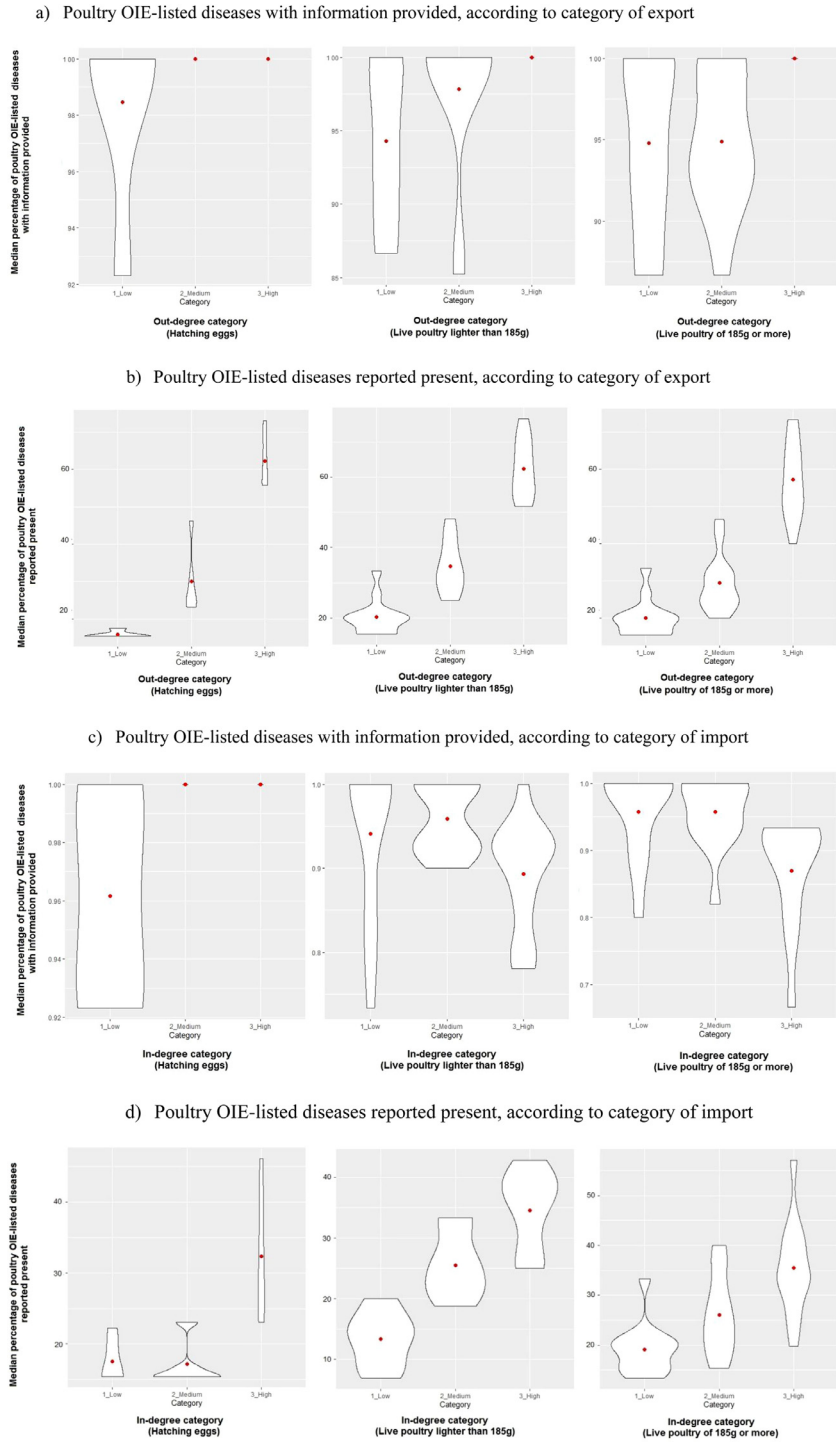 a) Poultry OIE-listed diseases with information provided, according to category of export
Median percentage of poultry OIE-listed diseases
with information provided
1.00
98
96
94
92
1_Low
2_Medium
3_High
Category
Out-degree category
(Hatching eggs)
1.00
95
90
85
1_Low
2_Medium
3_High
Category
Out-degree category
(Live poultry lighter than 185g)
1.00
95
90
1_Low
2_Medium
3_High
Category
Out-degree category
(Live poultry of 185g or more)
b) Poultry OIE-listed diseases reported present, according to category of export
Median percentage of poultry OIE-listed diseases
reported present
60
40
20
1_Low
2_Medium
3_High
Category
Out-degree category
(Hatching eggs)
60
40
20
1_Low
2_Medium
3_High
Category
Out-degree category
(Live poultry lighter than 185g)
60
40
20
1_Low
2_Medium
3_High
Category
Out-degree category
(Live poultry of 185g or more)
c) Poultry OIE-listed diseases with information provided, according to category of import
Median percentage of poultry OIE-listed diseases
with information provided
1.00
0.98
0.96
0.94
0.92
1_Low
2_Medium
3_High
Category
In-degree category
(Hatching eggs)
1.0
0.9
0.8
1_Low
2_Medium
3_High
Category
In-degree category
(Live poultry lighter than 185g)
1.0
0.9
0.8
0.7
1_Low
2_Medium
3_High
Category
In-degree category
(Live poultry of 185g or more)
d) Poultry OIE-listed diseases reported present, according to category of import
Median percentage of poultry OIE-listed diseases
reported present
40
30
20
1_Low
2_Medium
3_High
Category
In-degree category
(Hatching eggs)
40
30
20
10
1_Low
2_Medium
3_High
Category
In-degree category
(Live poultry lighter than 185g)
50
40
30
20
1_Low
2_Medium
3_High
Category
In-degree category
(Live poultry of 185g or more)